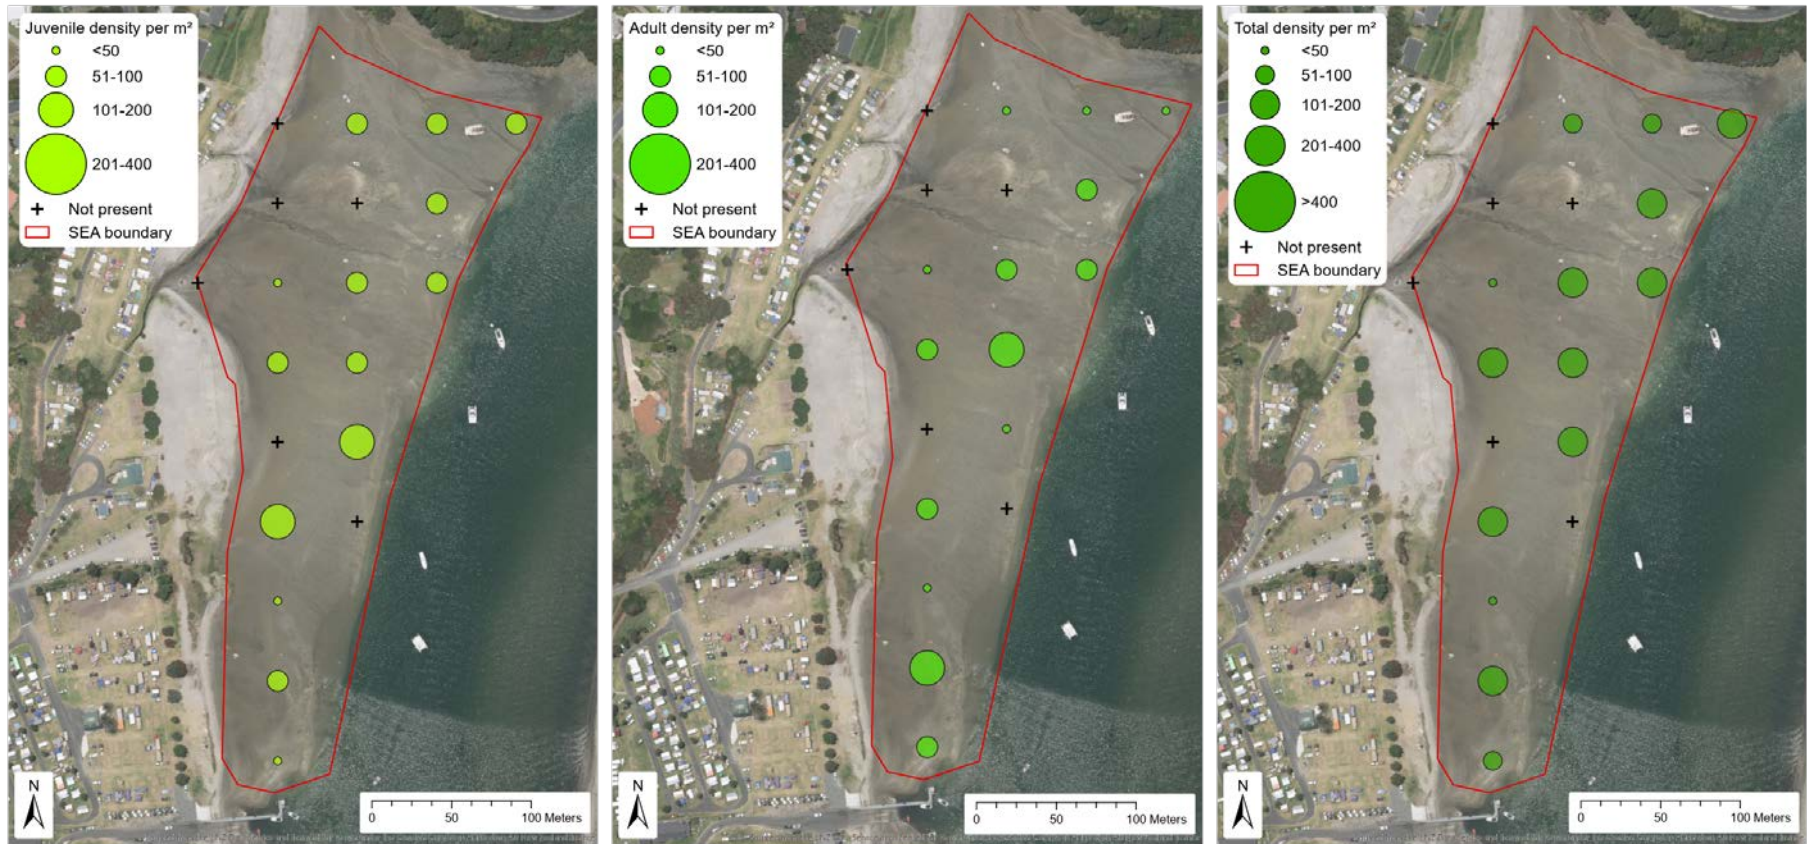 Juvenile density per m²
<50
51-100
101-200
201-400
Not present
SEA boundary
N
0 50 100 Meters
Adult density per m²
<50
51-100
101-200
201-400
Not present
SEA boundary
N
0 50 100 Meters
Total density per m²
<50
51-100
101-200
201-400
>400
Not present
SEA boundary
N
0 50 100 Meters